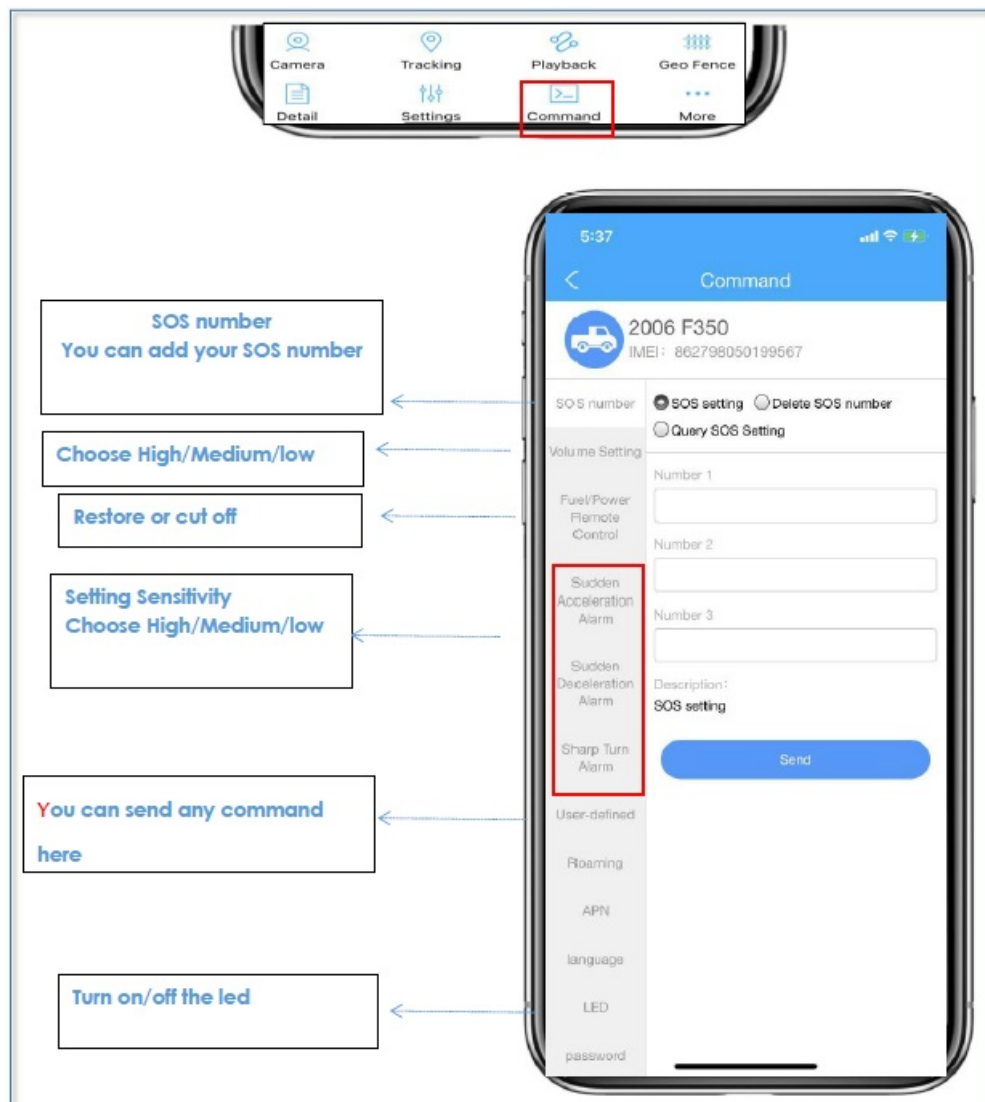 Camera Tracking Playback Geo Fence
Detail Settings Command More
5:37
Command
2006 F350
IMEI: 862798050199567
SOS number
You can add your SOS number
Choose High/Medium/low
Restore or cut off
Setting Sensitivity
Choose High/Medium/low
You can send any command
here
Turn on/off the led
SOS number
Volume Setting
Fuel/Power
Remote
Control
Sudden
Acceleration
Alarm
Sudden
Deceleration
Alarm
Sharp Turn
Alarm
User-defined
Roaming
APN
language
LED
password
SOS setting Delete SOS number
Query SOS Setting
Number 1
Number 2
Number 3
Description:
SOS setting
Send